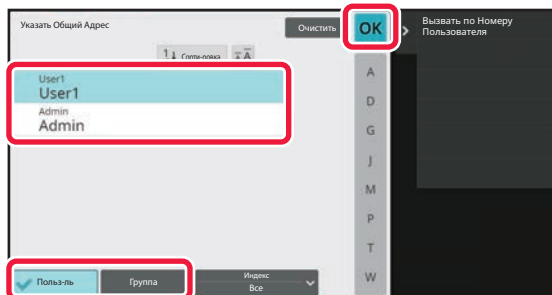 Указать Общий Адрес
Очистить
OK
Вызвать по Номеру
Пользователя
1
Сорти-ровка
A
User1
User1
Admin
Admin
A
D
G
J
M
P
T
W
Польз-ль
Группа
Индекс
Все